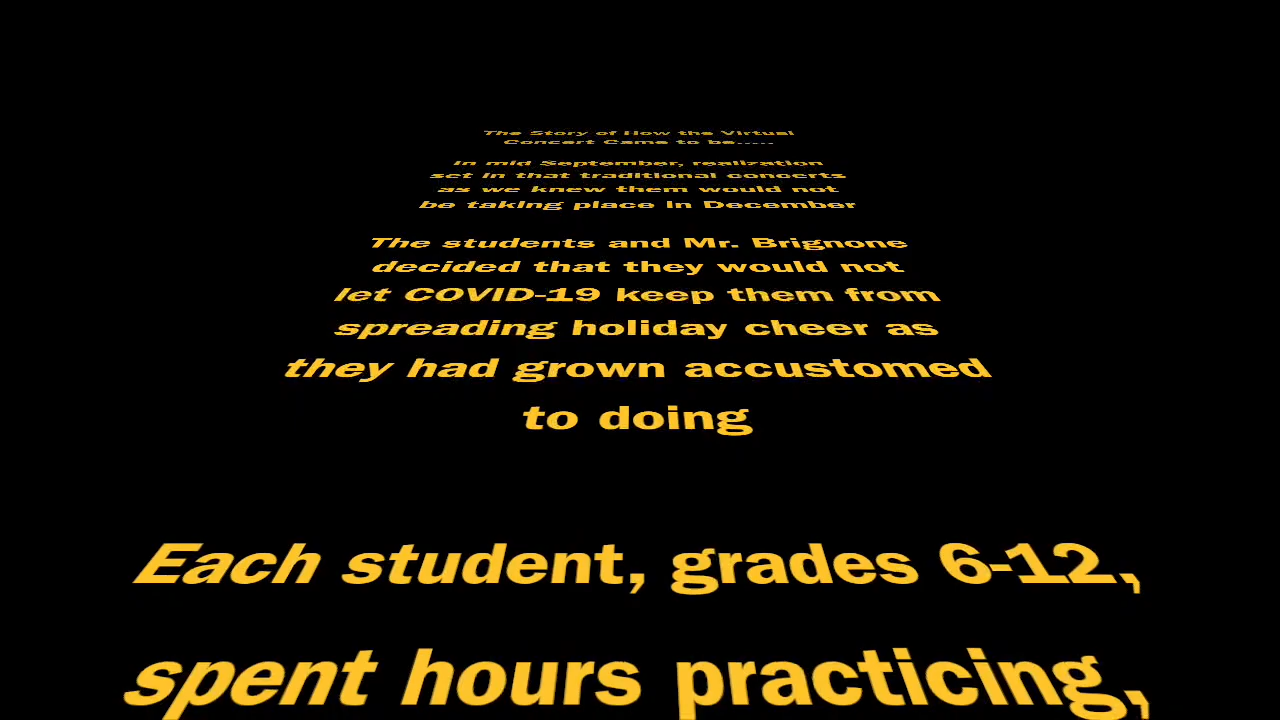 The Story of How the Virtual
Concert Came to be.....
In mid September, realization
set in that traditional concerts
as we knew them would not
be taking place in December
The students and Mr. Brignone
decided that they would not
let COVID-19 keep them from
spreading holiday cheer as
they had grown accustomed
to doing
Each student, grades 6-12,
spent hours practicing,